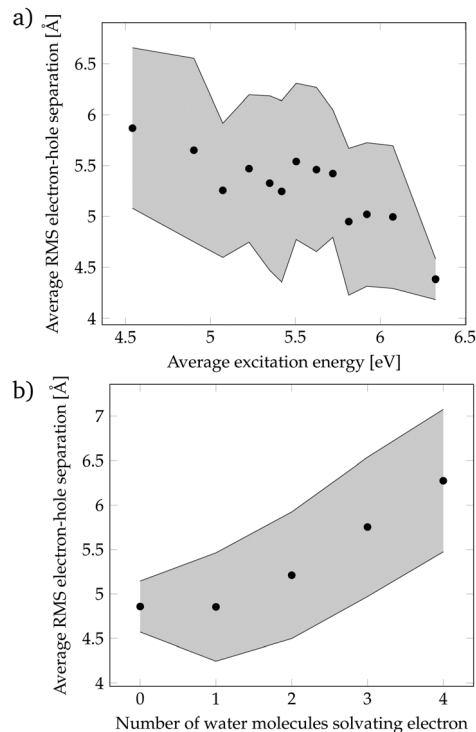 a)
Average RMS electron-hole separation [Å]
6.5
6
5.5
5
4.5
4
4.5 5 5.5 6 6.5
Average excitation energy [eV]
b)
Average RMS electron-hole separation [Å]
7
6.5
6
5.5
5
4.5
4
0 1 2 3 4
Number of water molecules solvating electron